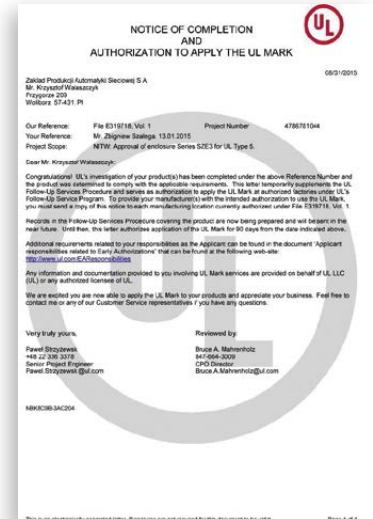 NOTICE OF COMPLETION
AND
AUTHORIZATION TO APPLY THE UL MARK
UL
08/31/2015
Zaklad Produkcji Automatyki Sieciowej S A
Mr. Krzysztof Walaszczyk
Przygorze 209
Woliborz 57-431 Pl
Our Reference: File E319718, Vol. 1 Project Number
Your Reference: Mr. Zbigniew Szalega 13.01.2015
Project Scope: NITW: Approval of enclosure Series SZE3 for UL Type 5.
Dear Mr. Krzysztof Walaszczyk:
Congratulations! UL's investigation of your product(s) has been completed under the above Reference Number and
the product was determined to comply with the applicable requirements. This letter temporarily supplements the UL
Follow-Up Services Procedure and serves as authorization to apply the UL Mark at authorized factories under UL's
Follow-Up Service Program. To provide your manufacturer(s) with the intended authorization to use the UL Mark,
you must send a copy of this notice to each manufacturing location currently authorized under File E319718, Vol. 1.
Records in the Follow-Up Services Procedure covering the product are now being prepared and will be sent in the
near future. Until then, this letter authorizes application of the UL Mark for 90 days from the date indicated above.
Additional requirements related to your responsibilities as the Applicant can be found in the document "Applicant
responsibilities related to Early Authorizations" that can be found at the following web-site:
http://www.ul.com/EAResponsibilities
Any information and documentation provided to you involving UL Mark services are provided on behalf of UL LLC
(UL) or any authorized licensee of UL.
We are excited you are now able to apply the UL Mark to your products and appreciate your business. Feel free to
contact me or any of our Customer Service representatives if you have any questions.
Very truly yours, Reviewed by:
Pawel Strzyzewski Bruce A. Mahrenholz
+48 22 336 3378 847-664-3009
Senior Project Engineer CPO Director
Pawel.Strzyzewski@ul.com Bruce.A.Mahrenholz@ul.com